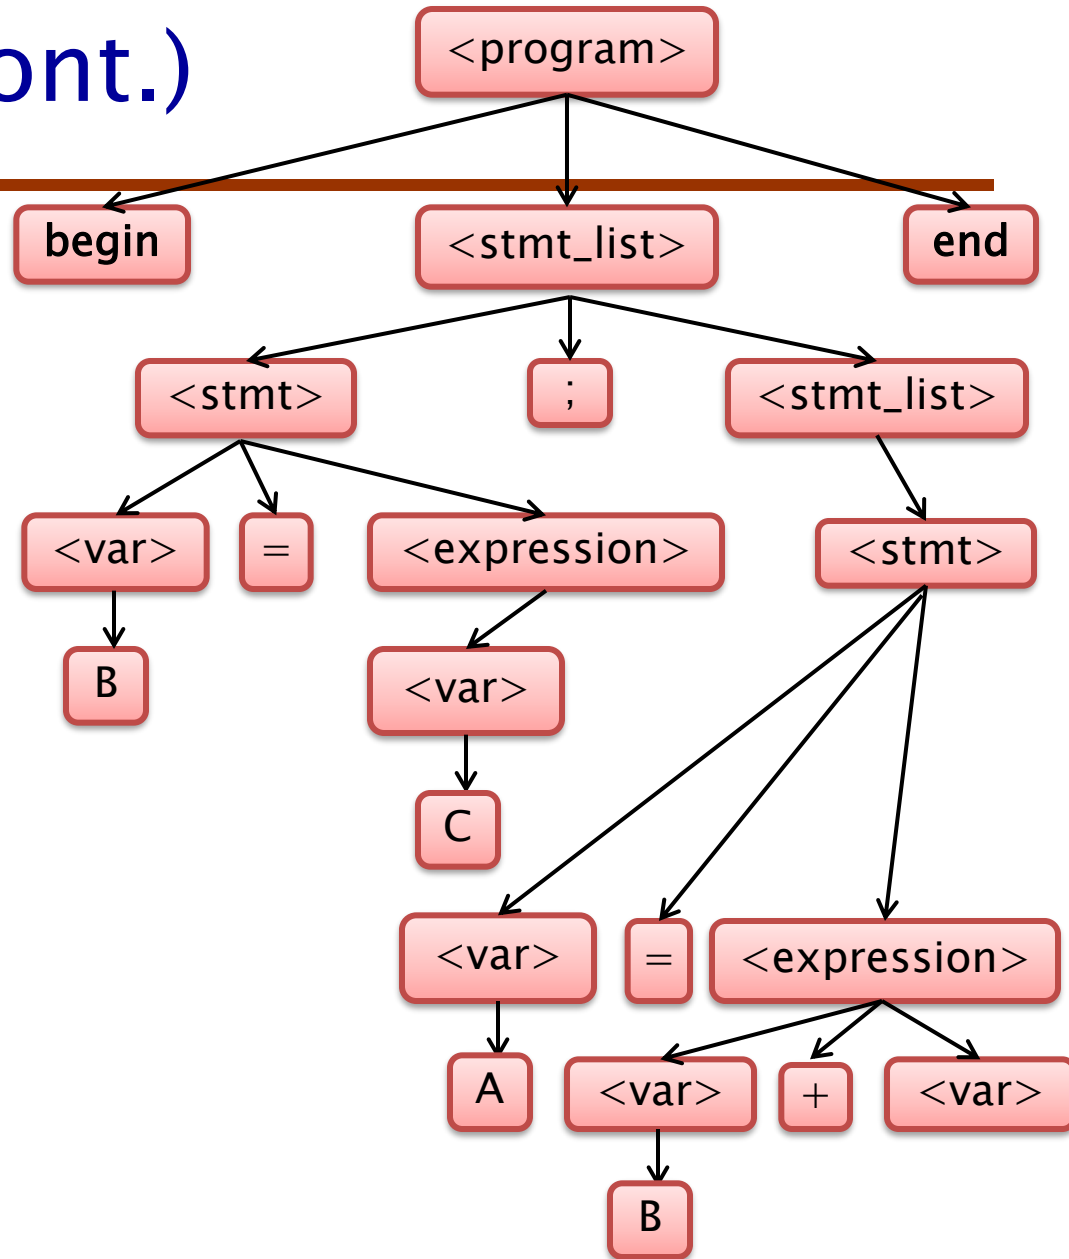 ont.)
<program>
begin <stmt_list> end
<stmt> ; <stmt_list>
<var> = <expression> <stmt>
B <var>
C
<var> = <expression>
A <var> + <var>
B